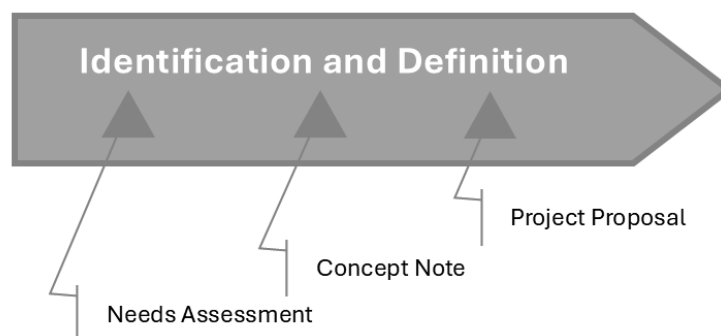 Identification and Definition
Project Proposal
Concept Note
Needs Assessment